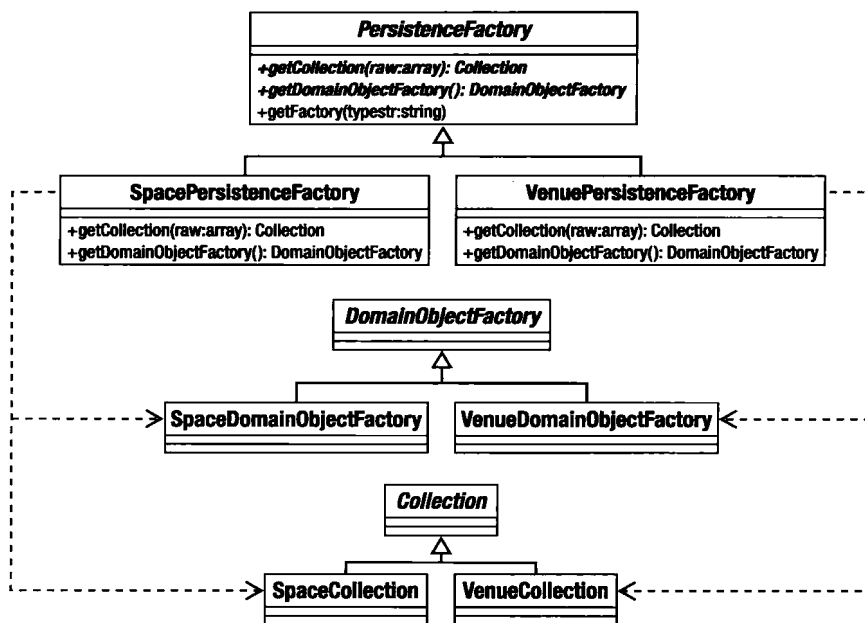 PersistenceFactory
+getCollection(raw:array): Collection
+getDomainObjectFactory(): DomainObjectFactory
+getFactory(typestr:string)
SpacePersistenceFactory
+getCollection(raw:array): Collection
+getDomainObjectFactory(): DomainObjectFactory
VenuePersistenceFactory
+getCollection(raw:array): Collection
+getDomainObjectFactory(): DomainObjectFactory
DomainObjectFactory
SpaceDomainObjectFactory
VenueDomainObjectFactory
Collection
SpaceCollection
VenueCollection